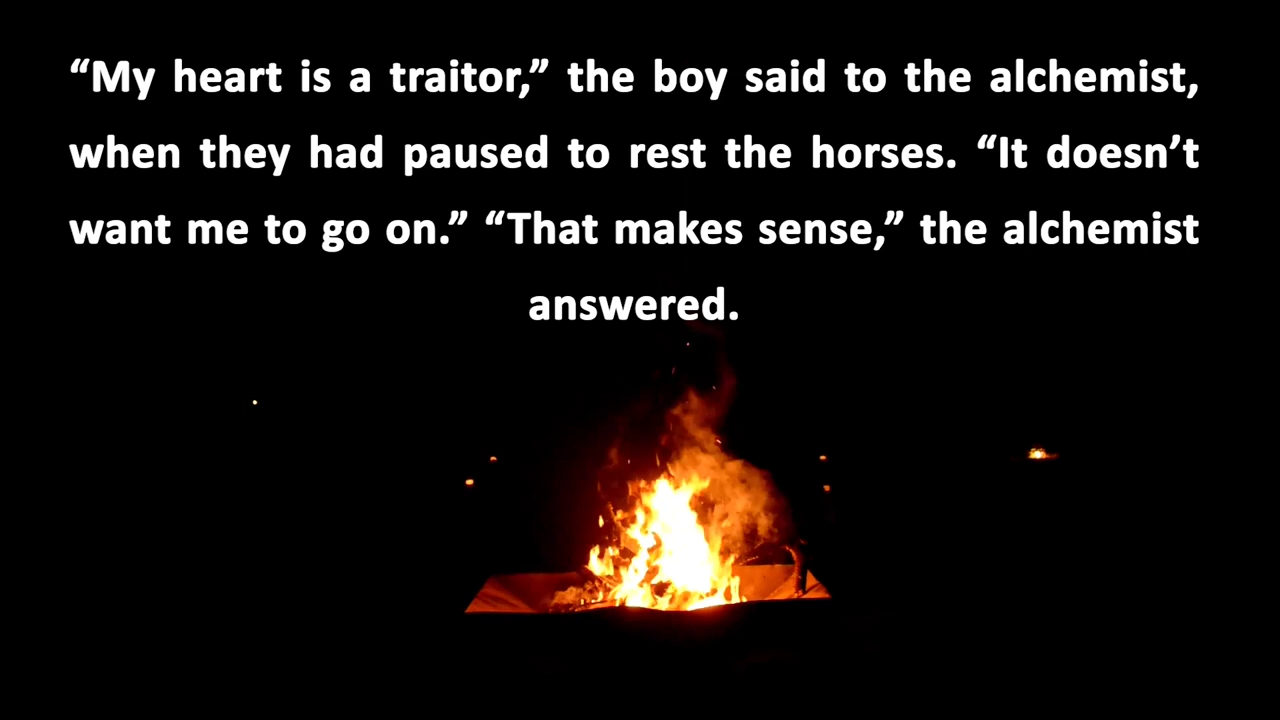 “My heart is a traitor,” the boy said to the alchemist,
when they had paused to rest the horses. “It doesn’t
want me to go on.” “That makes sense,” the alchemist
answered.